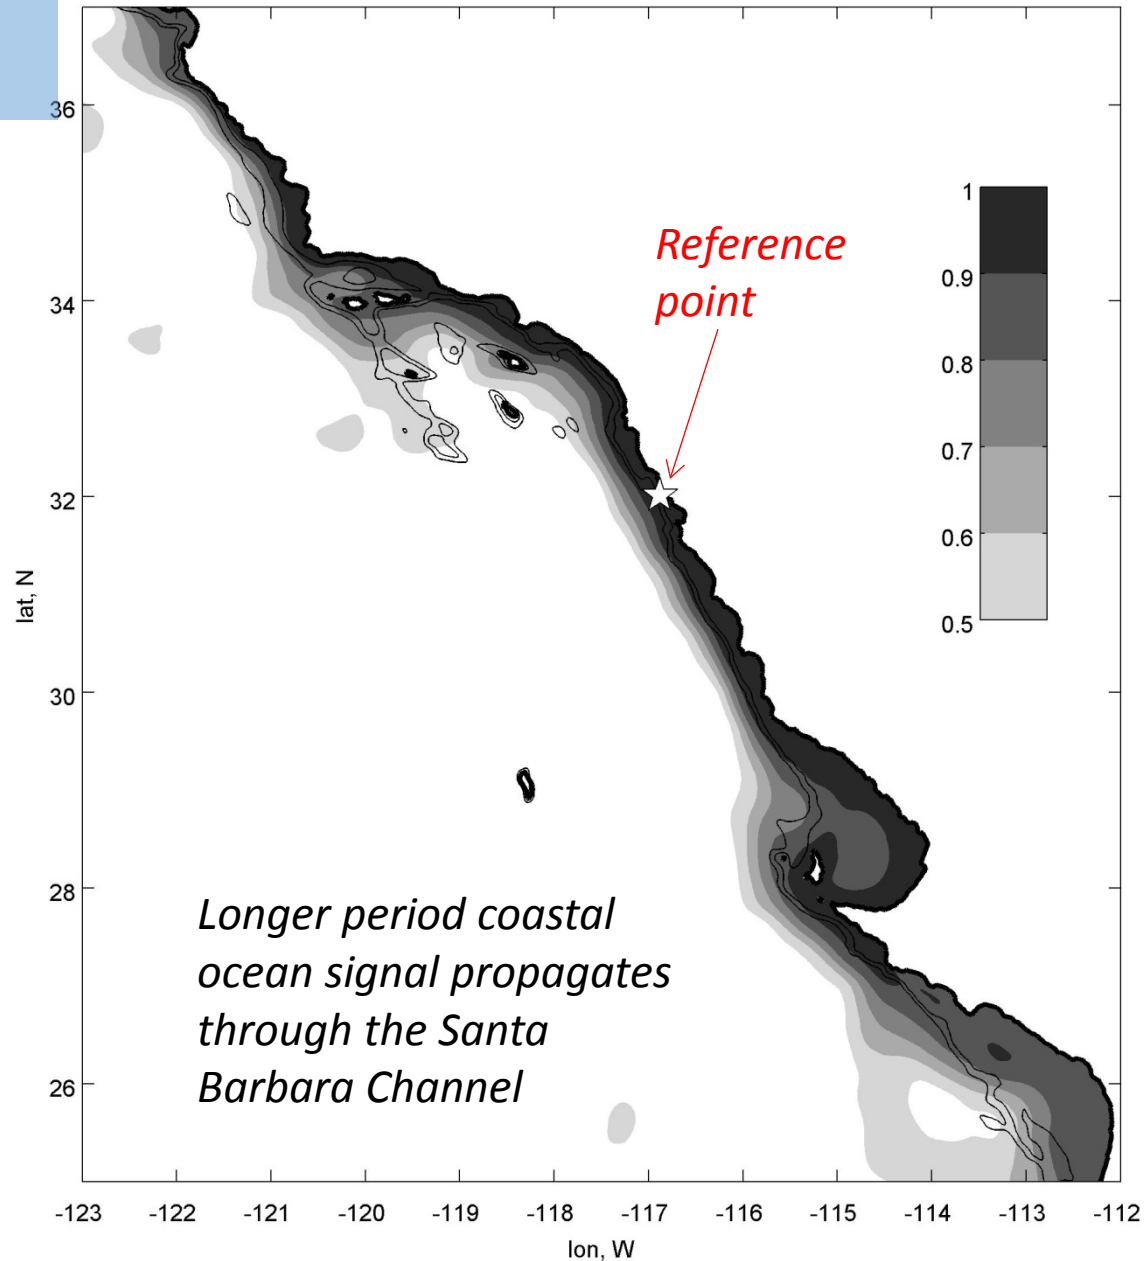 36
34
32
30
28
26
lat, N
-123 -122 -121 -120 -119 -118 -117 -116 -115 -114 -113 -112
lon, W
Reference
point
1
0.9
0.8
0.7
0.6
0.5
Longer period coastal
ocean signal propagates
through the Santa
Barbara Channel